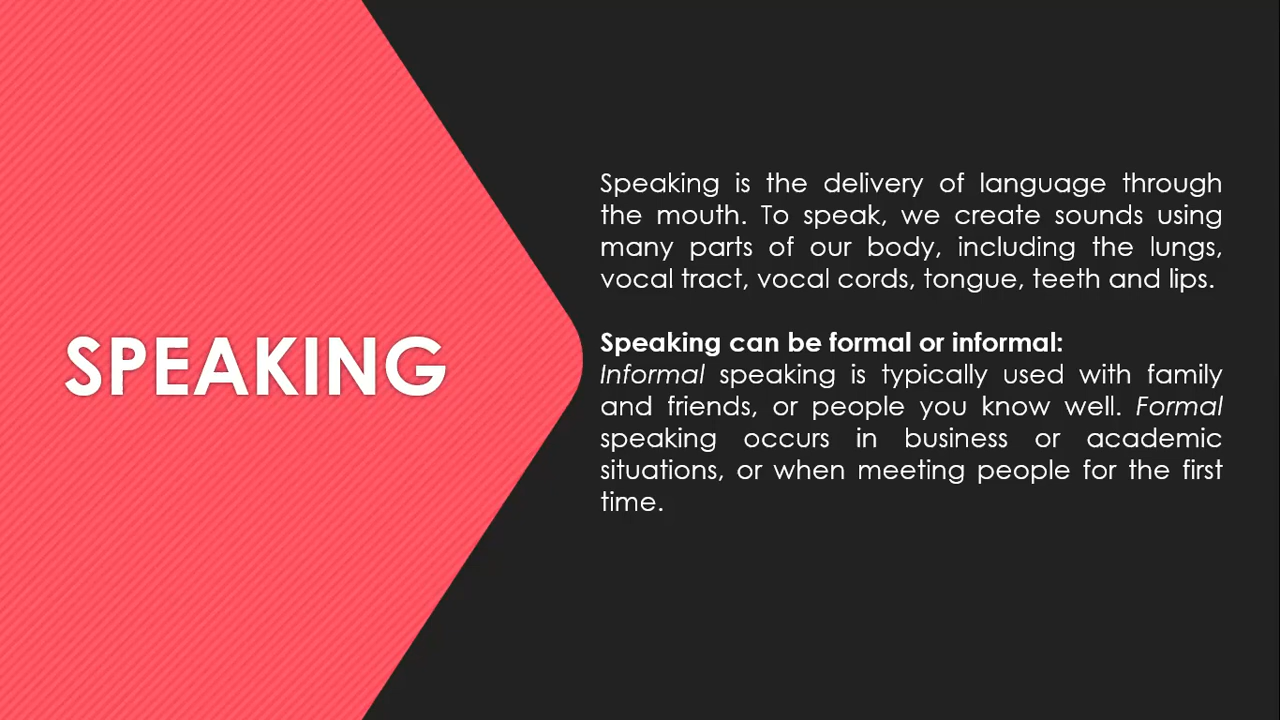 SPEAKING
Speaking is the delivery of language through
the mouth. To speak, we create sounds using
many parts of our body, including the lungs,
vocal tract, vocal cords, tongue, teeth and lips.
Speaking can be formal or informal:
Informal speaking is typically used with family
and friends, or people you know well. Formal
speaking occurs in business or academic
situations, or when meeting people for the first
time.